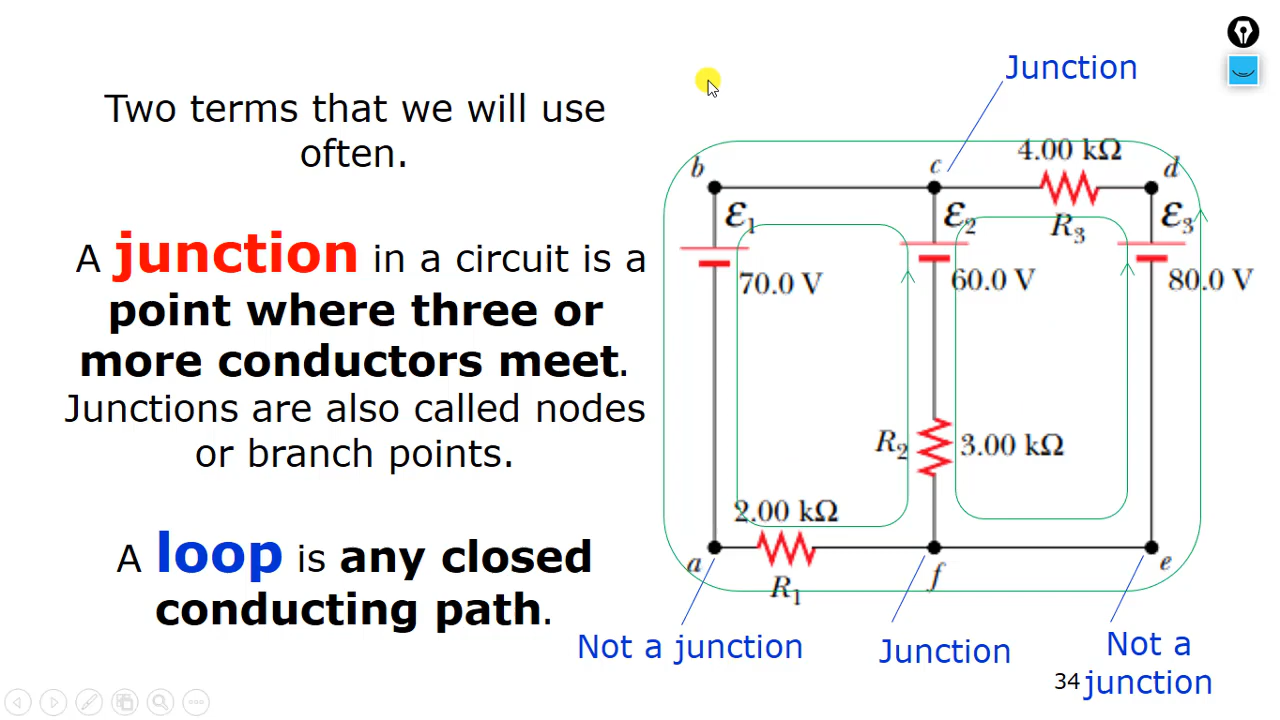 Two terms that we will use
often.
A junction in a circuit is a
point where three or
more conductors meet.
Junctions are also called nodes
or branch points.
A loop is any closed
conducting path.
Junction
4.00 kΩ
b
c
d
ℰ1
ℰ2
R3
ℰ3
70.0 V
60.0 V
80.0 V
R2
3.00 kΩ
2.00 kΩ
a
R1
f
e
Not a junction
Junction
Not a
junction
34